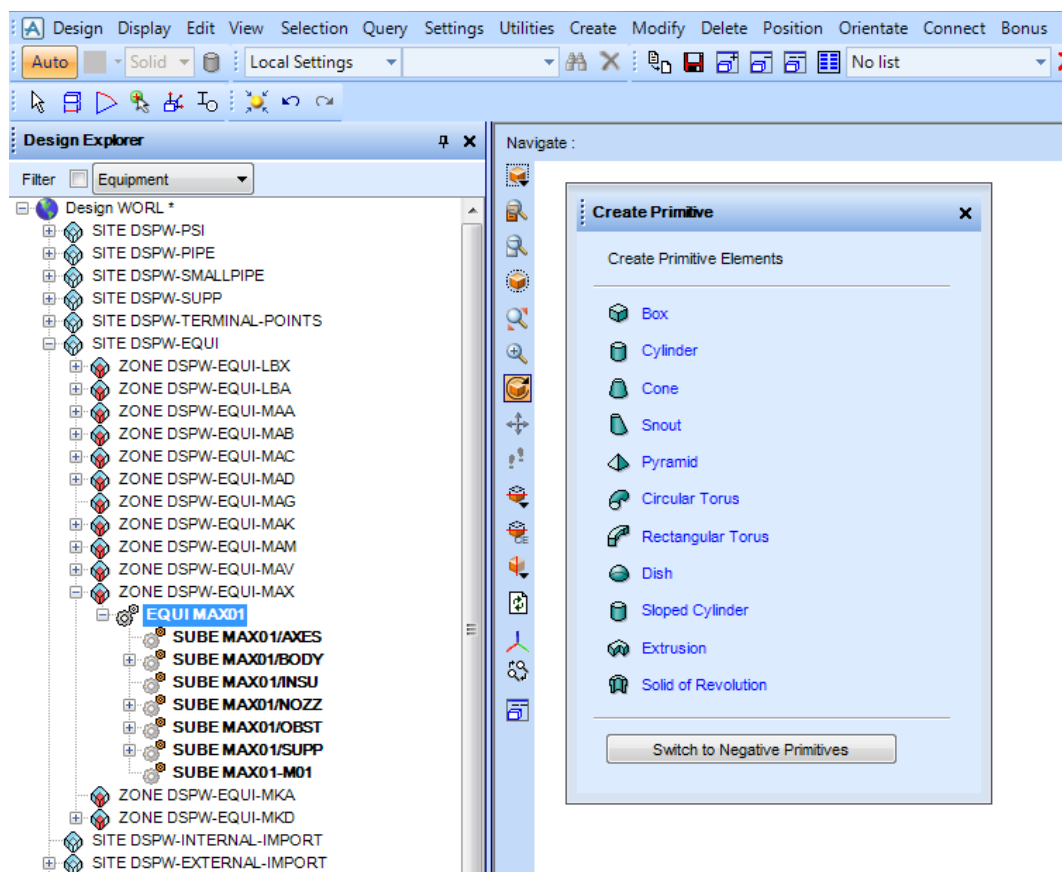 Design Display Edit View Selection Query Settings Utilities Create Modify Delete Position Orientate Connect Bonus
Auto Solid Local Settings No list
Design Explorer
Filter Equipment
Design WORL *
SITE DSPW-PSI
SITE DSPW-PIPE
SITE DSPW-SMALLPIPE
SITE DSPW-SUPP
SITE DSPW-TERMINAL-POINTS
SITE DSPW-EQUI
ZONE DSPW-EQUI-LBX
ZONE DSPW-EQUI-LBA
ZONE DSPW-EQUI-MAA
ZONE DSPW-EQUI-MAB
ZONE DSPW-EQUI-MAC
ZONE DSPW-EQUI-MAD
ZONE DSPW-EQUI-MAG
ZONE DSPW-EQUI-MAK
ZONE DSPW-EQUI-MAM
ZONE DSPW-EQUI-MAV
ZONE DSPW-EQUI-MAX
EQUI MAX01
SUBE MAX01/AXES
SUBE MAX01/BODY
SUBE MAX01/INSU
SUBE MAX01/NOZZ
SUBE MAX01/OBST
SUBE MAX01/SUPP
SUBE MAX01-M01
ZONE DSPW-EQUI-MKA
ZONE DSPW-EQUI-MKD
SITE DSPW-INTERNAL-IMPORT
SITE DSPW-EXTERNAL-IMPORT
Navigate :
CE
Create Primitive
Create Primitive Elements
Box
Cylinder
Cone
Snout
Pyramid
Circular Torus
Rectangular Torus
Dish
Sloped Cylinder
Extrusion
Solid of Revolution
Switch to Negative Primitives